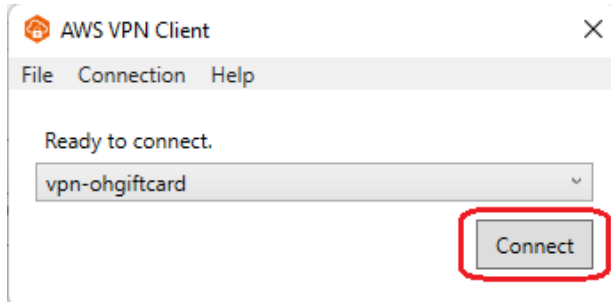 AWS VPN Client
File Connection Help
Ready to connect.
vpn-ohgiftcard
Connect